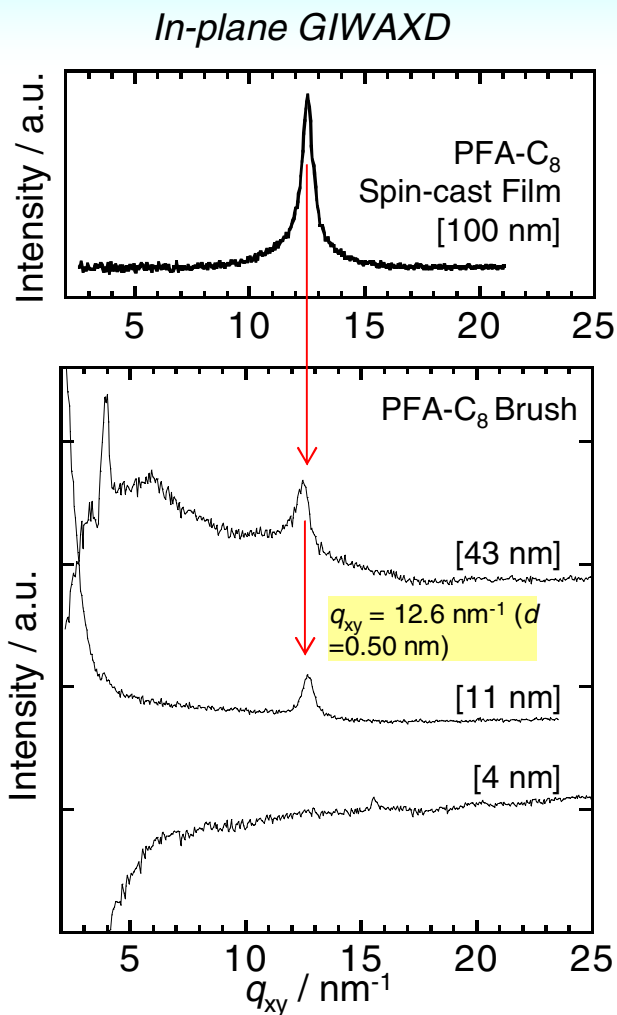 In-plane GIWAXD
Intensity / a.u.
PFA-C₈
Spin-cast Film
[100 nm]
5 10 15 20 25
Intensity / a.u.
PFA-C₈ Brush
[43 nm]
q_xy = 12.6 nm⁻¹ (d
=0.50 nm)
[11 nm]
[4 nm]
5 10 15 20 25
q_xy / nm⁻¹